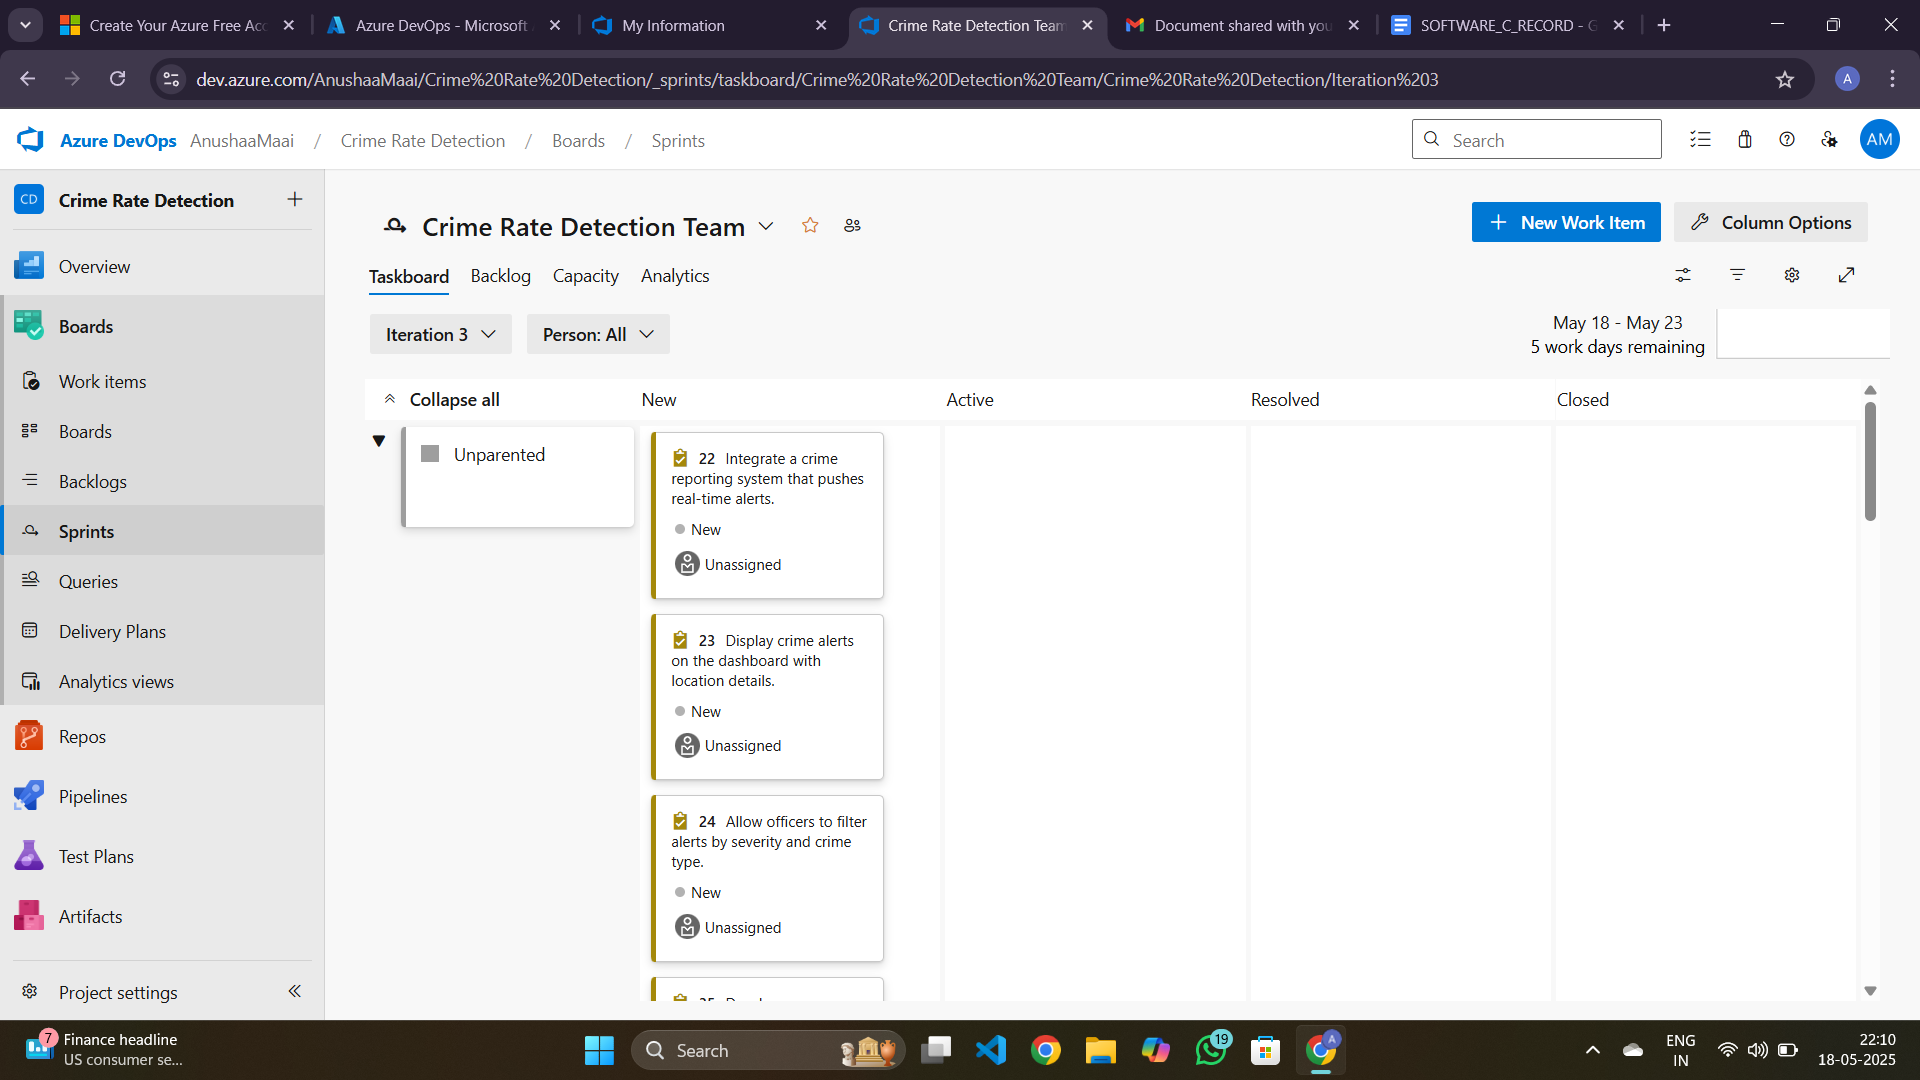 Create Your Azure Free Acc
Azure DevOps - Microsoft
My Information
Crime Rate Detection Team
Document shared with you
SOFTWARE_C_RECORD - G
dev.azure.com/AnushaaMaai/Crime%20Rate%20Detection/_sprints/taskboard/Crime%20Rate%20Detection%20Team/Crime%20Rate%20Detection/Iteration%203
A
Azure DevOps AnushaaMaai / Crime Rate Detection / Boards / Sprints
Search
AM
CD Crime Rate Detection
Overview
Boards
Work items
Boards
Backlogs
Sprints
Queries
Delivery Plans
Analytics views
Repos
Pipelines
Test Plans
Artifacts
Project settings
Crime Rate Detection Team
New Work Item
Column Options
Taskboard Backlog Capacity Analytics
Iteration 3
Person: All
May 18 - May 23
5 work days remaining
Collapse all New Active Resolved Closed
Unparented
22 Integrate a crime
reporting system that pushes
real-time alerts.
New
Unassigned
23 Display crime alerts
on the dashboard with
location details.
New
Unassigned
24 Allow officers to filter
alerts by severity and crime
type.
New
Unassigned
7
Finance headline
US consumer se...
Search
19
A
ENG
IN
22:10
18-05-2025